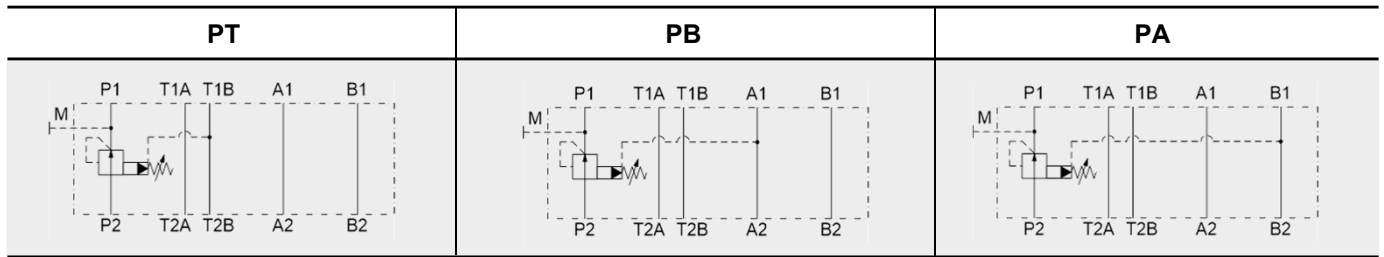 PT PB PA
P1 T1A T1B A1 B1
M
P2 T2A T2B A2 B2
P1 T1A T1B A1 B1
M
P2 T2A T2B A2 B2
P1 T1A T1B A1 B1
M
P2 T2A T2B A2 B2